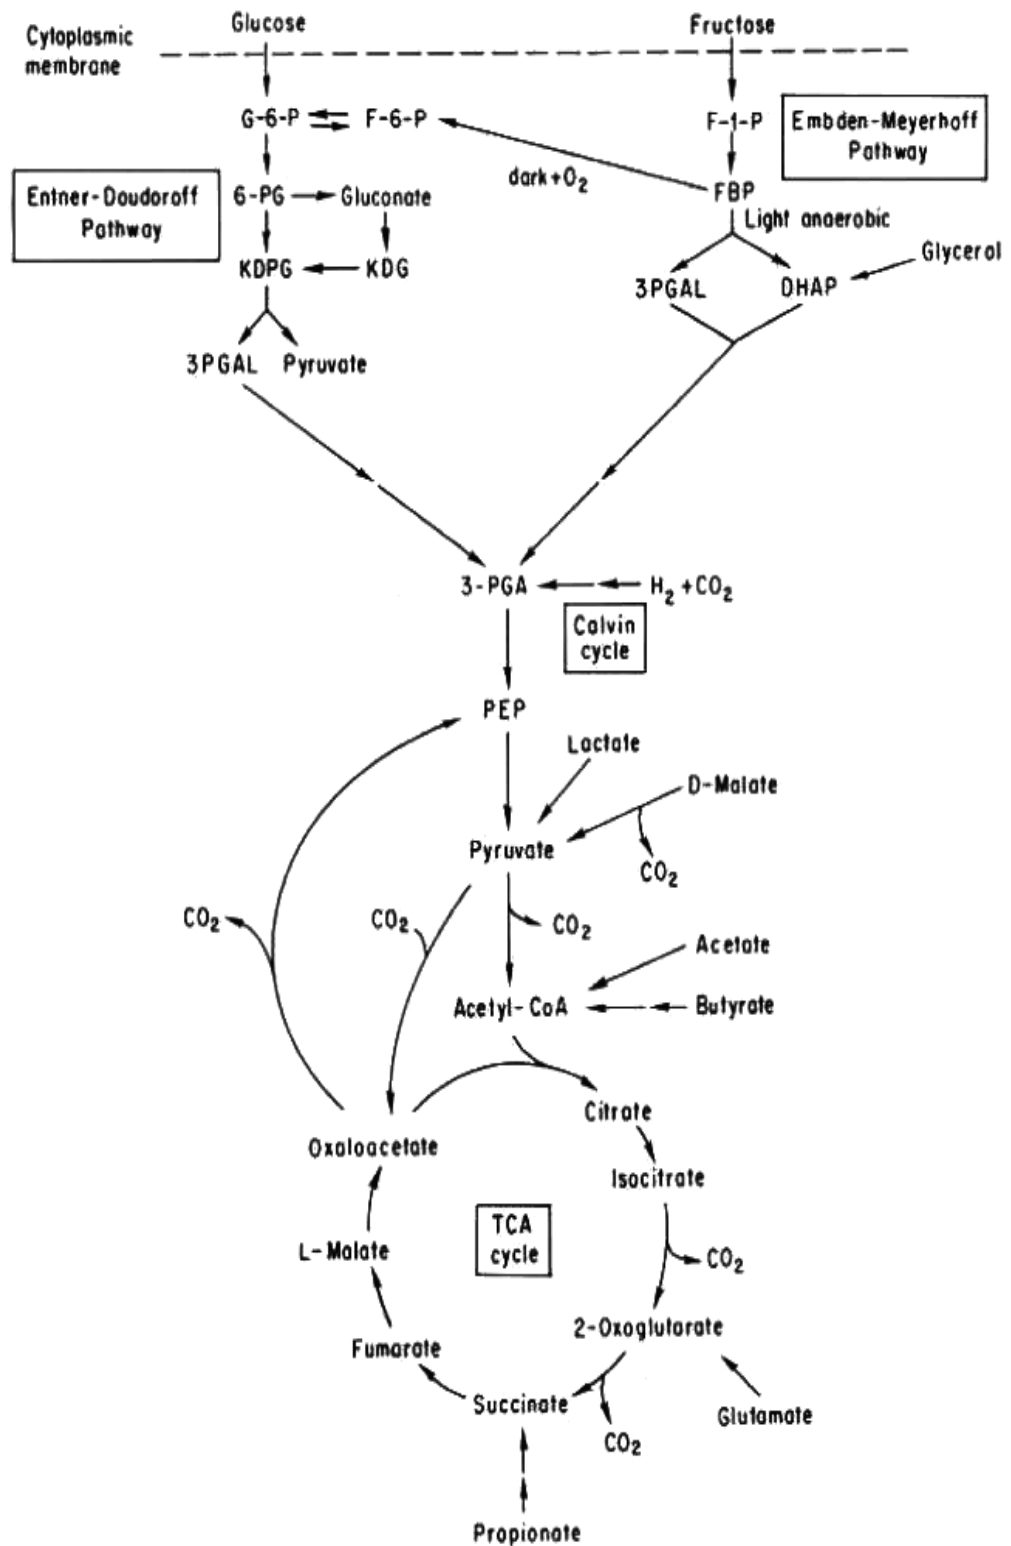 Glucose
Fructose
Cytoplasmic
membrane
G-6-P
F-6-P
F-1-P
Embden-Meyerhoff
Pathway
dark+O₂
Entner-Doudoroff
Pathway
6-PG
Gluconate
FBP
Light anaerobic
Glycerol
KDPG
KDG
3PGAL
DHAP
3PGAL
Pyruvate
3-PGA
H₂+CO₂
Calvin
cycle
PEP
Lactate
D-Malate
Pyruvate
CO₂
CO₂
CO₂
CO₂
Acetate
Acetyl-CoA
Butyrate
Citrate
Oxaloacetate
Isocitrate
TCA
cycle
L-Malate
CO₂
2-Oxoglutarate
Fumarate
Succinate
Glutamate
CO₂
Propionate